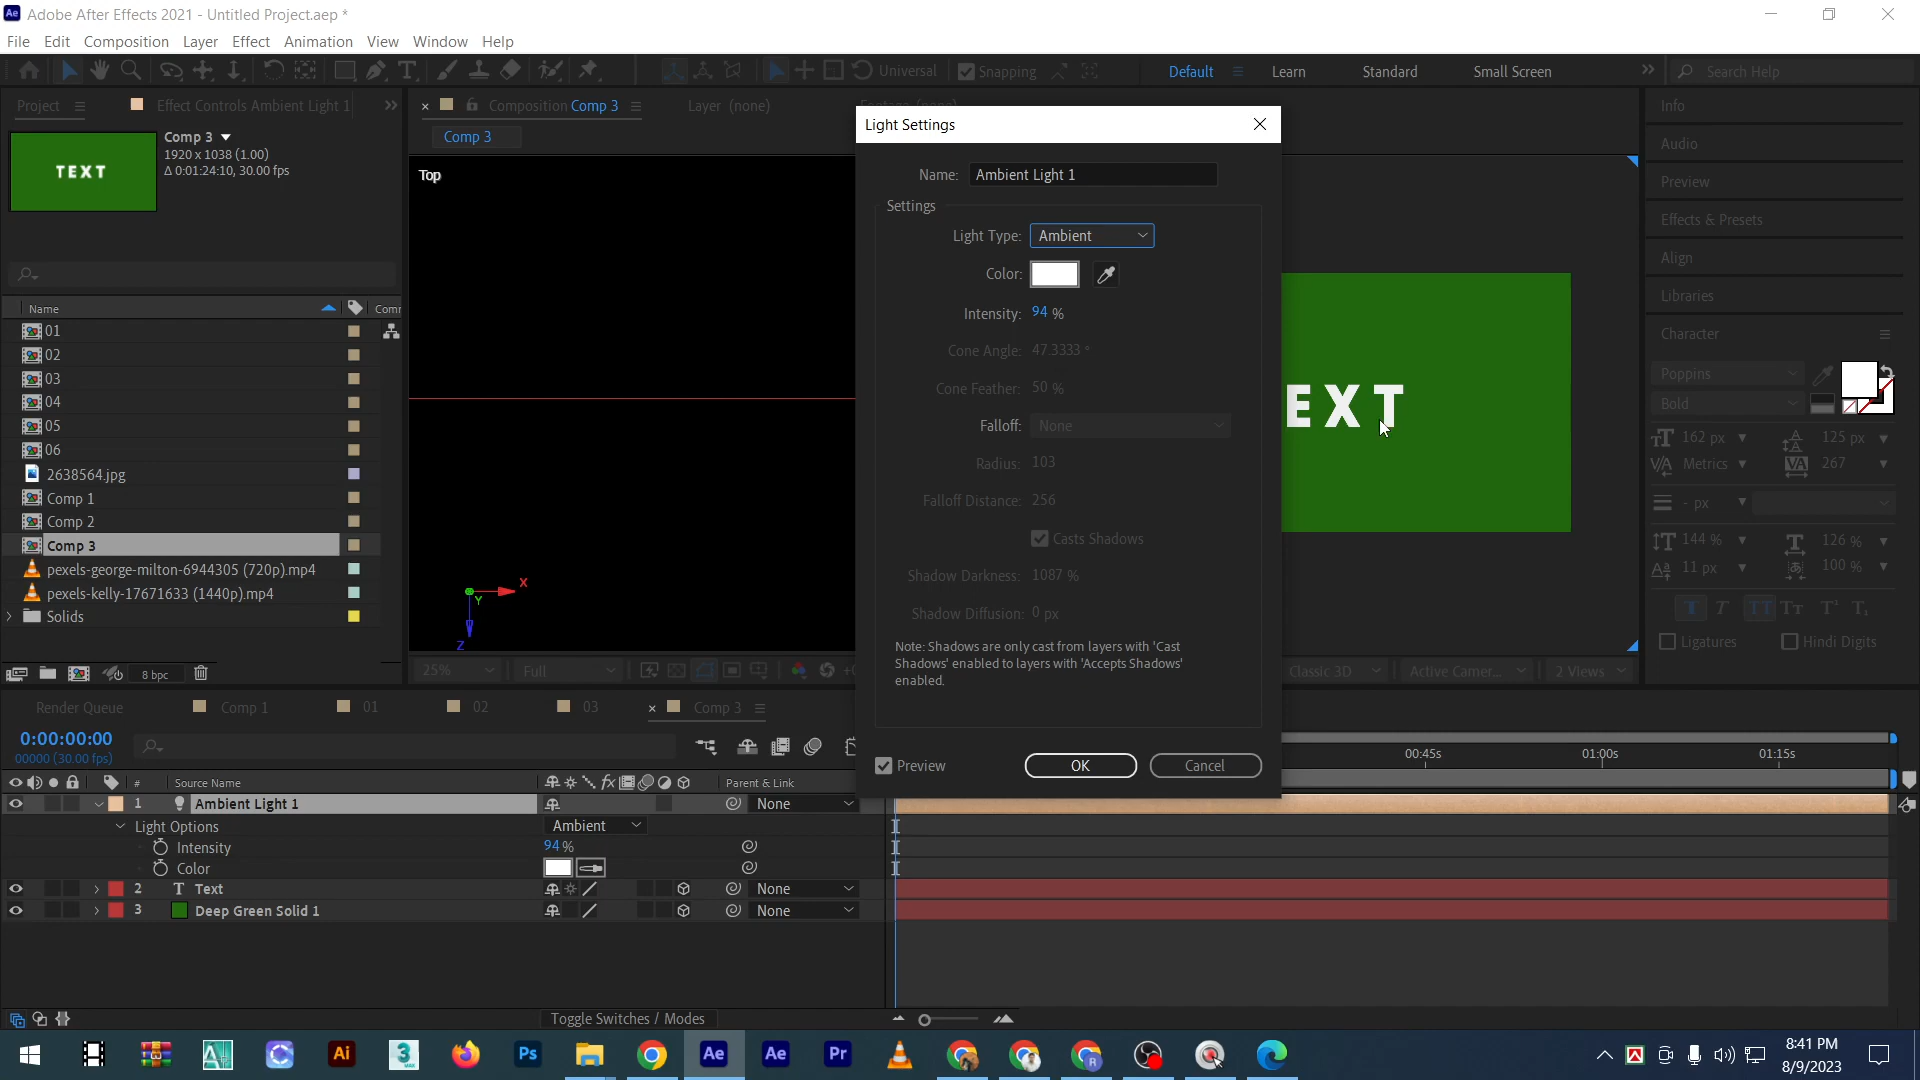 Adobe After Effects 2021 - Untitled Project.aep *
File Edit Composition Layer Effect Animation View Window Help
Universal Snapping Default Learn Standard Small Screen Search Help
Project Effect Controls Ambient Light 1
Composition Comp 3 Layer (none)
Comp 3
Comp 3
1920 x 1038 (1.00)
Δ 0:01:24:10, 30.00 fps
TEXT
Name
01
02
03
04
05
06
2638564.jpg
Comp 1
Comp 2
Comp 3
pexels-george-milton-6944305 (720p).mp4
pexels-kelly-17671633 (1440p).mp4
Solids
8 bpc
Top
X
Y
Z
25% Full
Light Settings
Name: Ambient Light 1
Settings
Light Type: Ambient
Color:
Intensity: 94 %
Cone Angle: 47.3333 °
Cone Feather: 50 %
Falloff: None
Radius: 103
Falloff Distance: 256
Casts Shadows
Shadow Darkness: 1087 %
Shadow Diffusion: 0 px
Note: Shadows are only cast from layers with 'Cast
Shadows' enabled to layers with 'Accepts Shadows'
enabled.
Preview OK Cancel
EXT
Classic 3D Active Camer... 2 Views
Info
Audio
Preview
Effects & Presets
Align
Libraries
Character
Poppins
Bold
162 px 125 px
Metrics 267
- px
144 % 126 %
11 px 100 %
T T TT Tt T¹ T₁
Ligatures Hindi Digits
Render Queue Comp 1 01 02 03 Comp 3
0:00:00:00
00000 (30.00 fps)
# Source Name fx Parent & Link
1 Ambient Light 1 None
Light Options Ambient
Intensity 94 %
Color
2 T Text None
3 Deep Green Solid 1 None
00:45s 01:00s 01:15s
Toggle Switches / Modes
Ai 3 MAX Ps Ae Ae Pr R
8:41 PM
8/9/2023